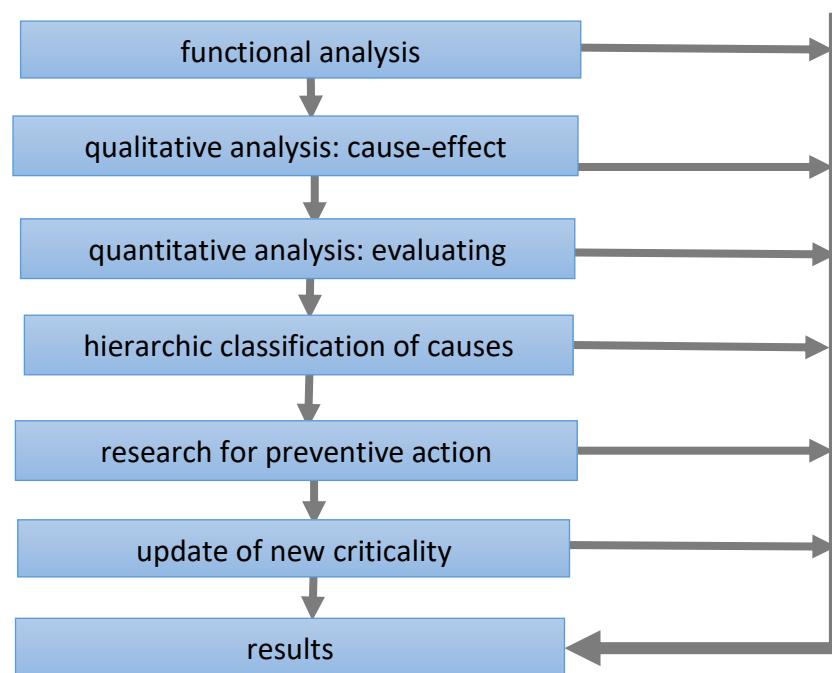 functional analysis
qualitative analysis: cause-effect
quantitative analysis: evaluating
hierarchic classification of causes
research for preventive action
update of new criticality
results